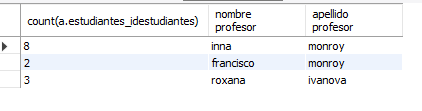 count(a.estudiantes_idestudiantes) nombre profesor apellido profesor
8 inna monroy
2 francisco monroy
3 roxana ivanova